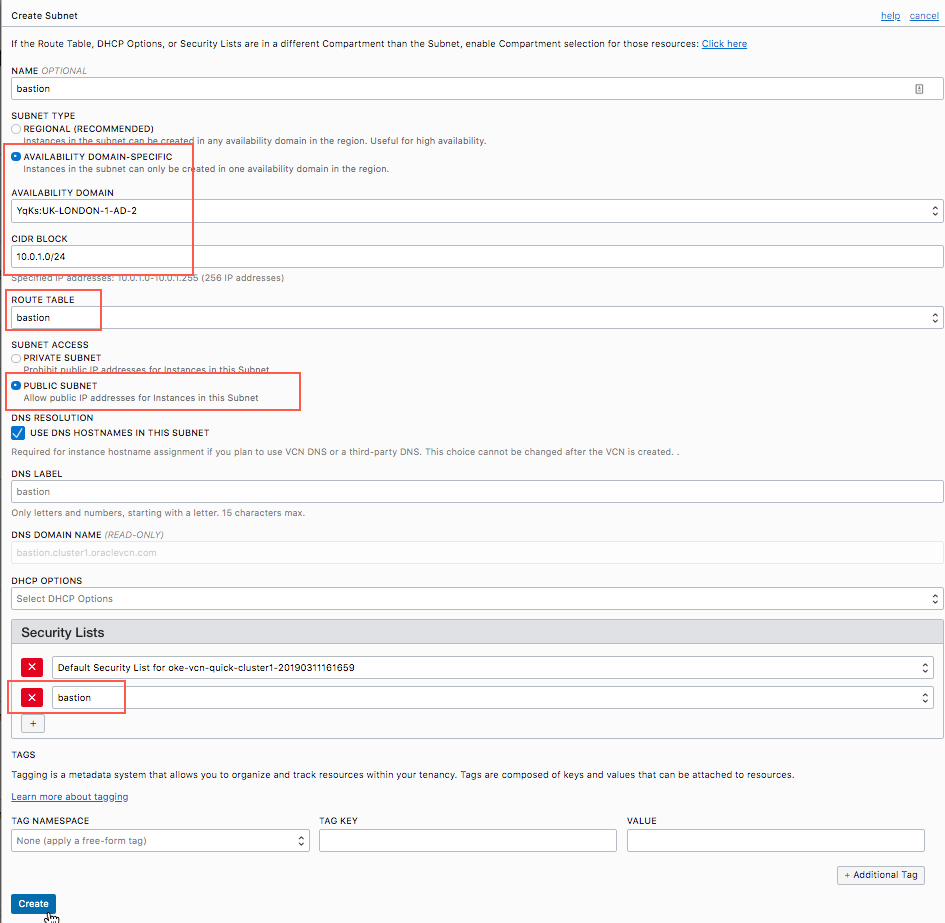 Create Subnet help cancel
If the Route Table, DHCP Options, or Security Lists are in a different Compartment than the Subnet, enable Compartment selection for those resources: Click here
NAME OPTIONAL
bastion
SUBNET TYPE
REGIONAL (RECOMMENDED)
Instances in the subnet can be created in any availability domain in the region. Useful for high availability.
AVAILABILITY DOMAIN-SPECIFIC
Instances in the subnet can only be created in one availability domain in the region.
AVAILABILITY DOMAIN
YqKs:UK-LONDON-1-AD-2
CIDR BLOCK
10.0.1.0/24
Specified IP addresses: 10.0.1.0-10.0.1.255 (256 IP addresses)
ROUTE TABLE
bastion
SUBNET ACCESS
PRIVATE SUBNET
Prohibit public IP addresses for Instances in this Subnet
PUBLIC SUBNET
Allow public IP addresses for Instances in this Subnet
DNS RESOLUTION
USE DNS HOSTNAMES IN THIS SUBNET
Required for instance hostname assignment if you plan to use VCN DNS or a third-party DNS. This choice cannot be changed after the VCN is created. .
DNS LABEL
bastion
Only letters and numbers, starting with a letter. 15 characters max.
DNS DOMAIN NAME (READ-ONLY)
bastion.cluster1.oraclevcn.com
DHCP OPTIONS
Select DHCP Options
Security Lists
Default Security List for oke-vcn-quick-cluster1-20190311161659
bastion
+
TAGS
Tagging is a metadata system that allows you to organize and track resources within your tenancy. Tags are composed of keys and values that can be attached to resources.
Learn more about tagging
TAG NAMESPACE TAG KEY VALUE
None (apply a free-form tag)
+ Additional Tag
Create